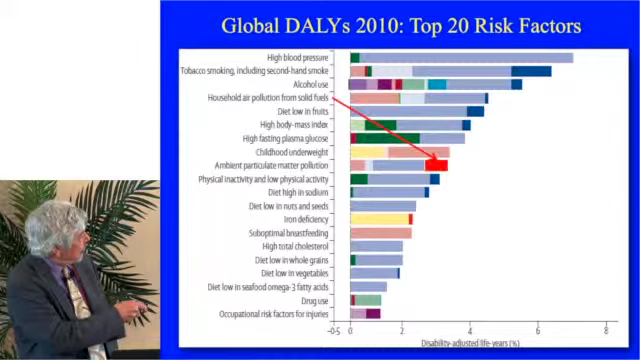 Global DALYs 2010: Top 20 Risk Factors
High blood pressure
Tobacco smoking, including second-hand smoke
Alcohol use
Household air pollution from solid fuels
Diet low in fruits
High body-mass index
High fasting plasma glucose
Childhood underweight
Ambient particulate matter pollution
Physical inactivity and low physical activity
Diet high in sodium
Diet low in nuts and seeds
Iron deficiency
Suboptimal breastfeeding
High total cholesterol
Diet low in whole grains
Diet low in vegetables
Diet low in seafood omega-3 fatty acids
Drug use
Occupational risk factors for injuries
-0·5 0 2 4 6 8
Disability-adjusted life-years (%)